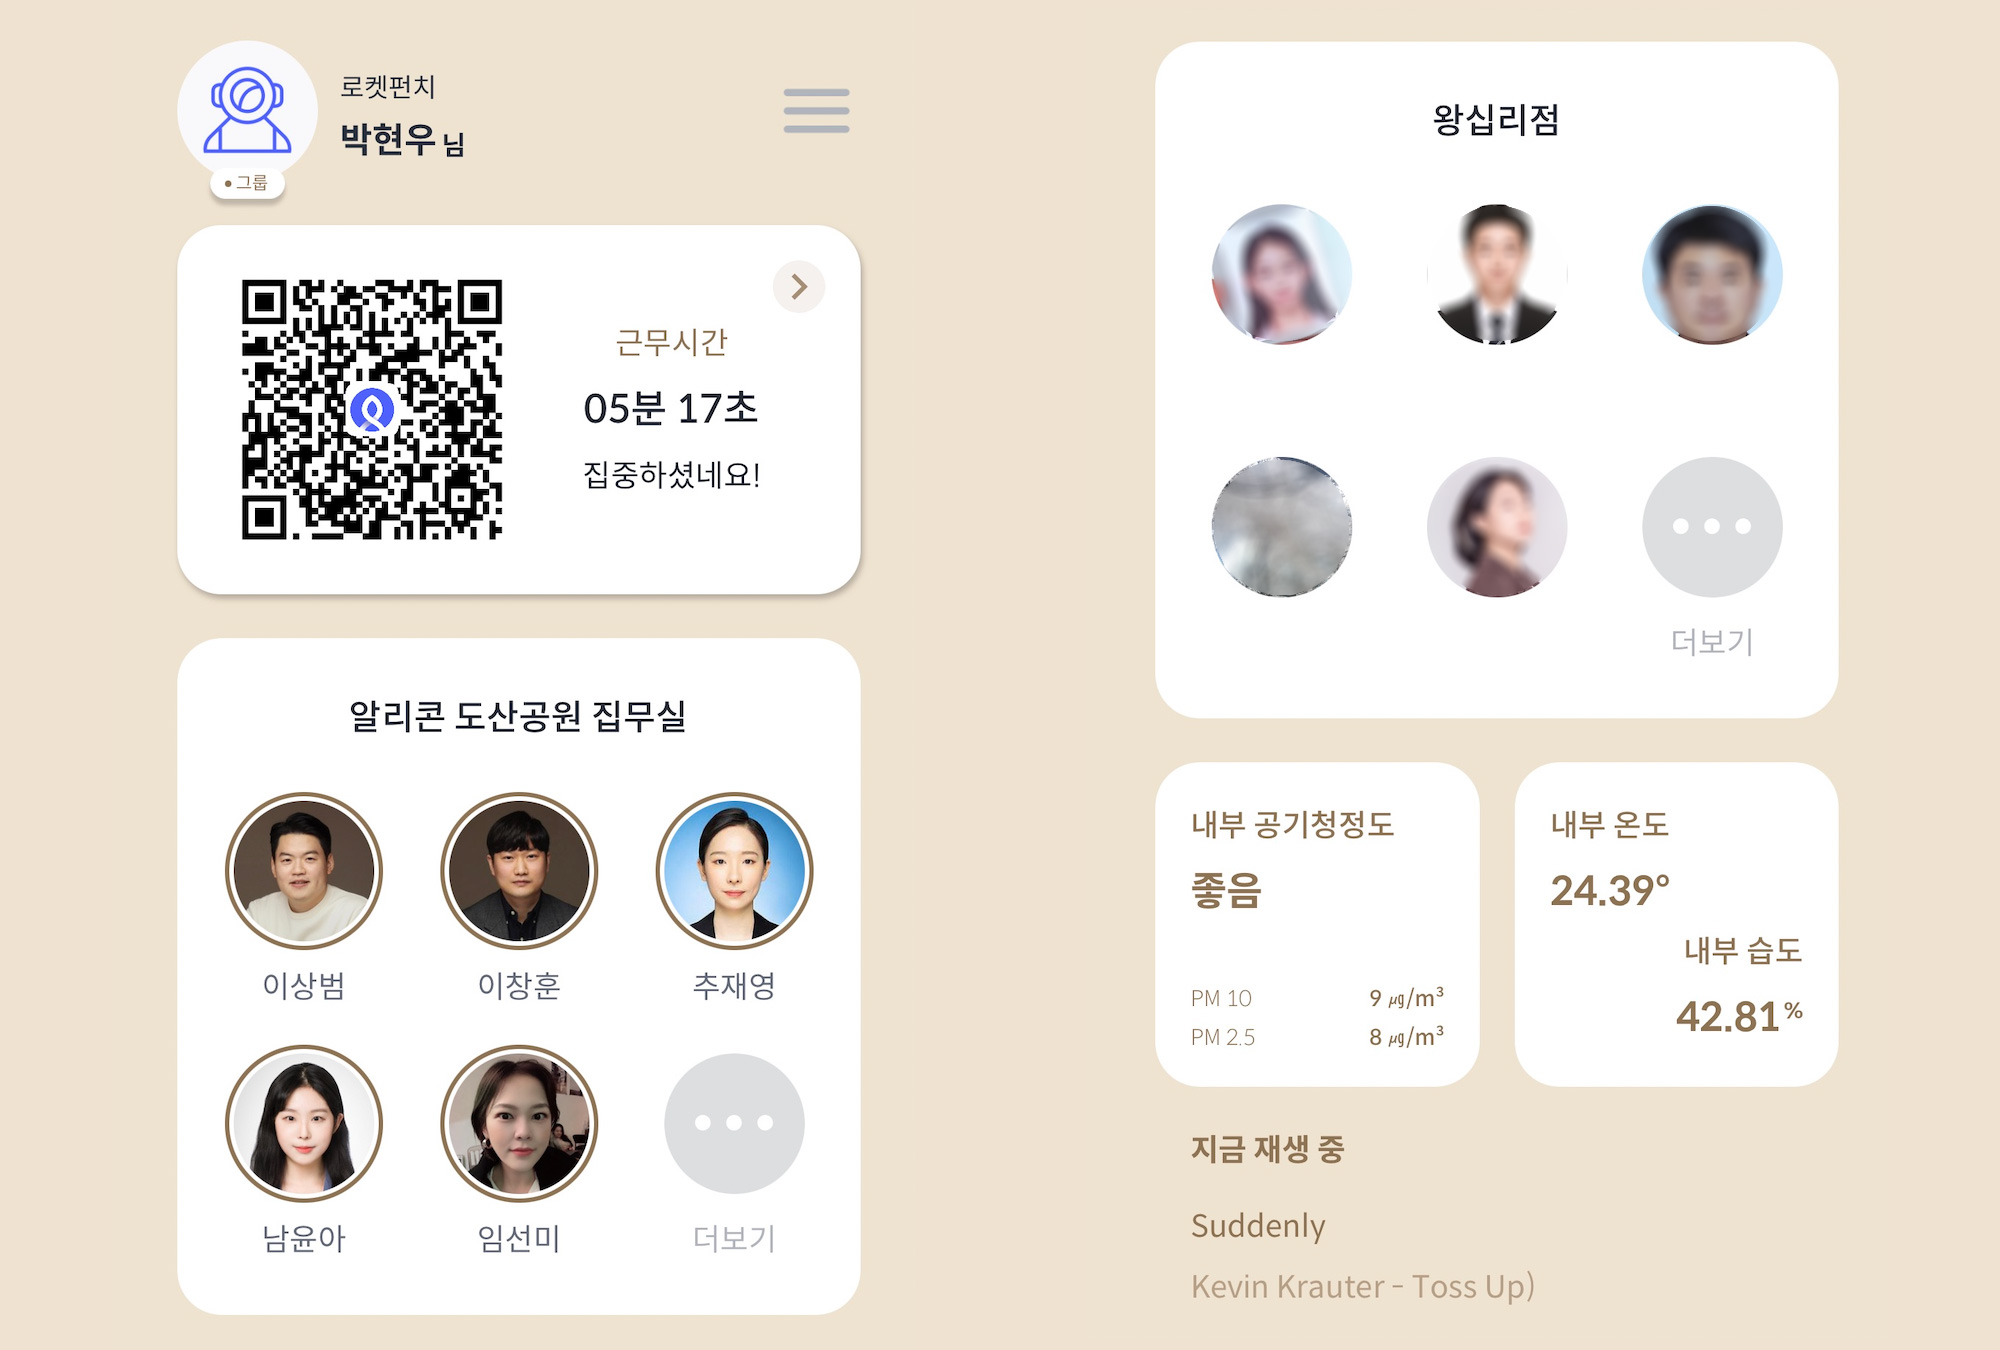 로켓펀치
박현우 님
• 그룹
근무시간
05분 17초
집중하셨네요!
알리콘 도산공원 집무실
이상범
이창훈
추재영
남윤아
임선미
더보기
왕십리점
더보기
내부 공기청정도
좋음
PM 10 9 ㎍/m³
PM 2.5 8 ㎍/m³
내부 온도
24.39°
내부 습도
42.81%
지금 재생 중
Suddenly
Kevin Krauter - Toss Up)